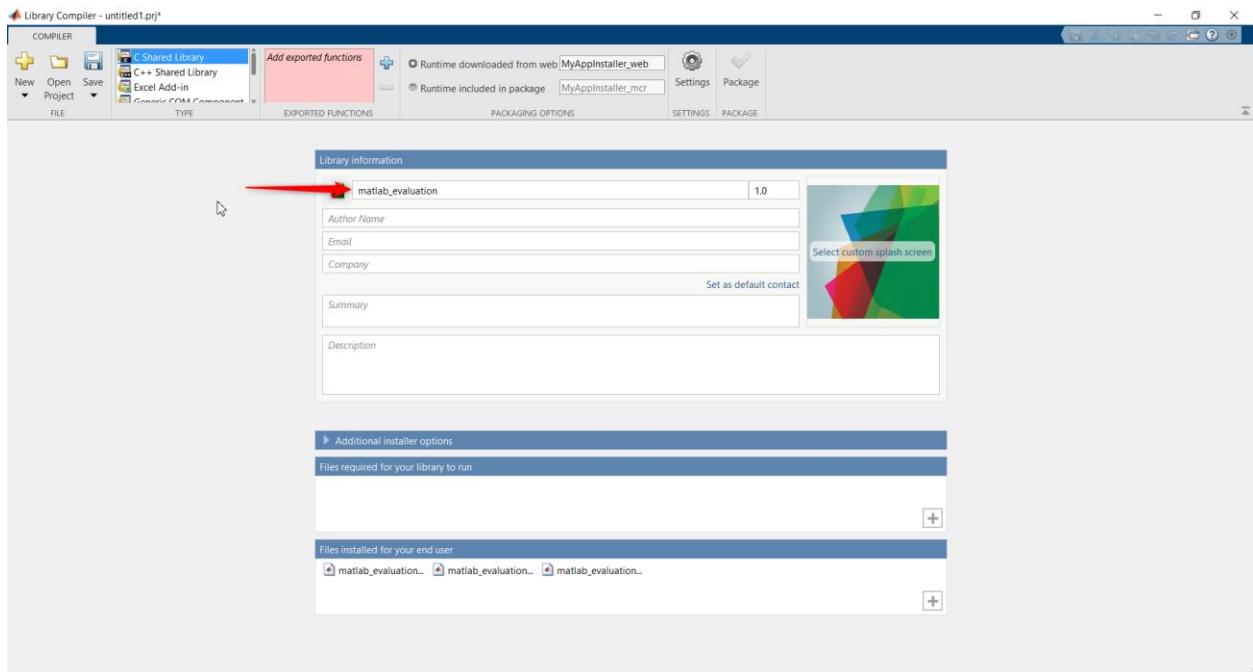 Library Compiler - untitled1.prj*
COMPILER
New
Open Project
Save
FILE
C Shared Library
C++ Shared Library
Excel Add-in
Generic COM Component
TYPE
Add exported functions
EXPORTED FUNCTIONS
Runtime downloaded from web MyAppInstaller_web
Runtime included in package MyAppInstaller_mcr
PACKAGING OPTIONS
Settings
SETTINGS
Package
PACKAGE
Library information
matlab_evaluation 1.0
Author Name
Email
Company
Set as default contact
Summary
Description
Select custom splash screen
Additional installer options
Files required for your library to run
Files installed for your end user
matlab_evaluation... matlab_evaluation... matlab_evaluation...